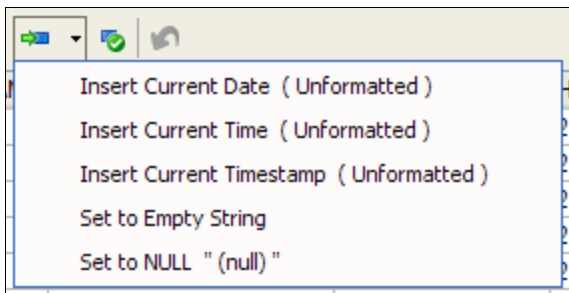 Insert Current Date ( Unformatted )
Insert Current Time ( Unformatted )
Insert Current Timestamp ( Unformatted )
Set to Empty String
Set to NULL " (null) "